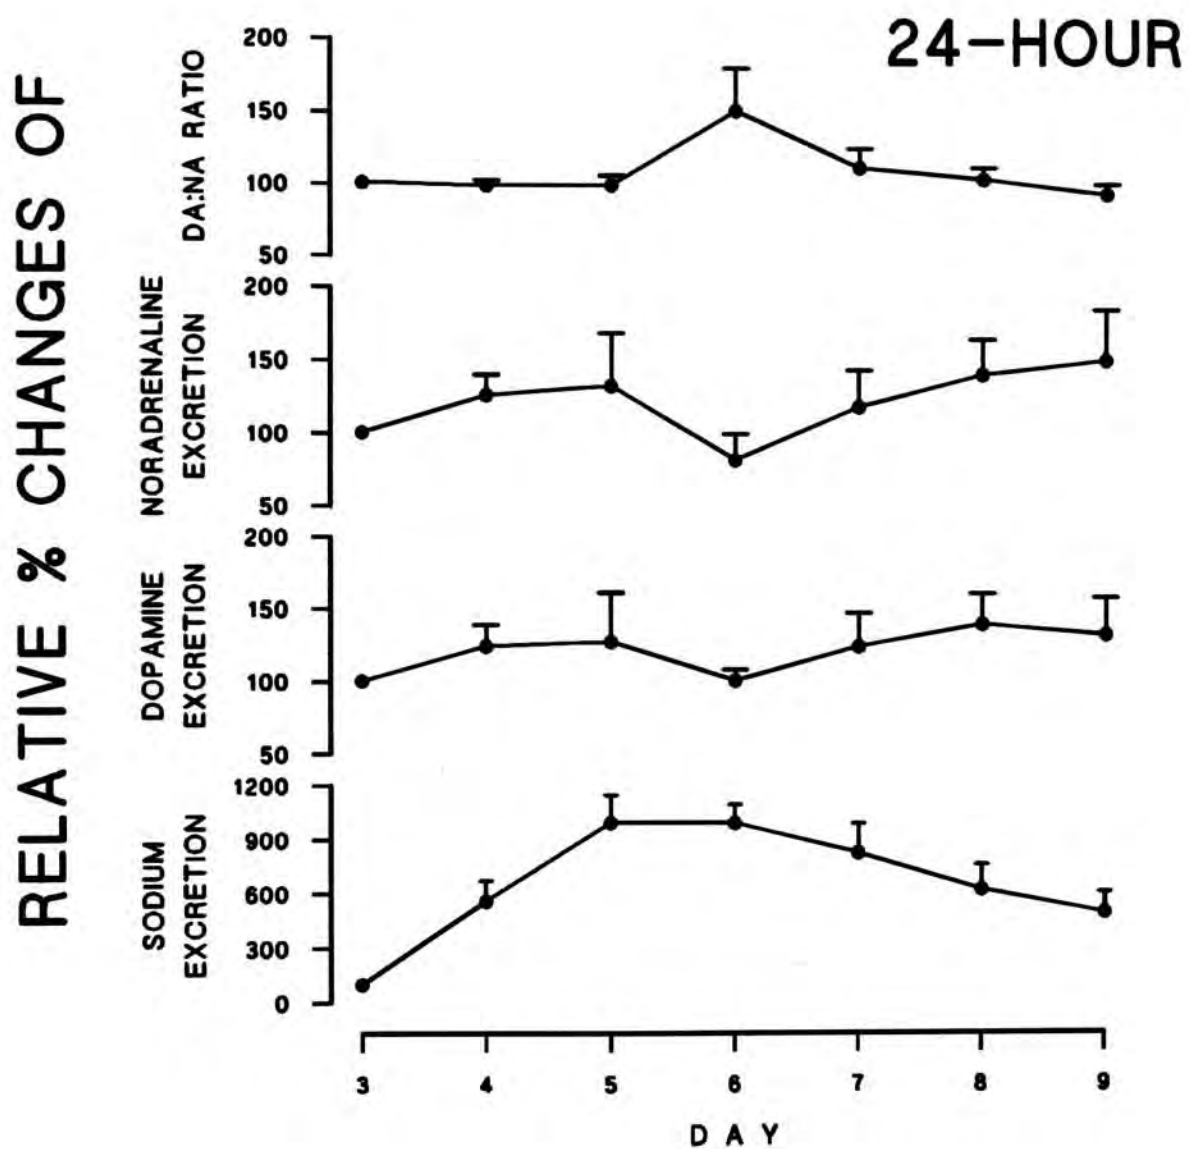 24-HOUR
RELATIVE % CHANGES OF
DA:NA RATIO
200
150
100
50
NORADRENALINE
EXCRETION
200
150
100
50
DOPAMINE
EXCRETION
200
150
100
50
SODIUM
EXCRETION
1200
900
600
300
0
3 4 5 6 7 8 9
DAY